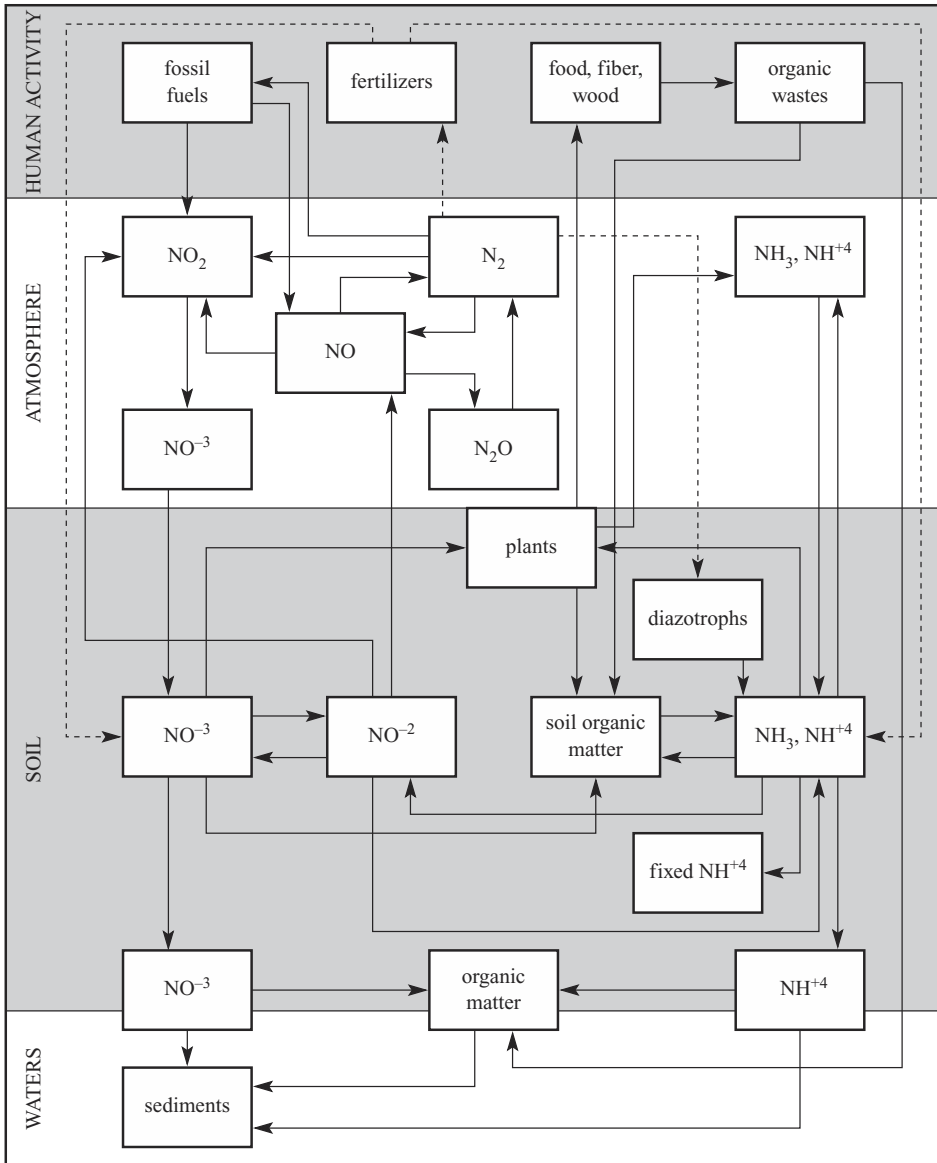 HUMAN ACTIVITY
fossil
fuels
fertilizers
food, fiber,
wood
organic
wastes
ATMOSPHERE
NO₂
N₂
NH₃, NH⁺⁴
NO
NO⁻³
N₂O
SOIL
plants
diazotrophs
NO⁻³
NO⁻²
soil organic
matter
NH₃, NH⁺⁴
fixed NH⁺⁴
NO⁻³
organic
matter
NH⁺⁴
WATERS
sediments